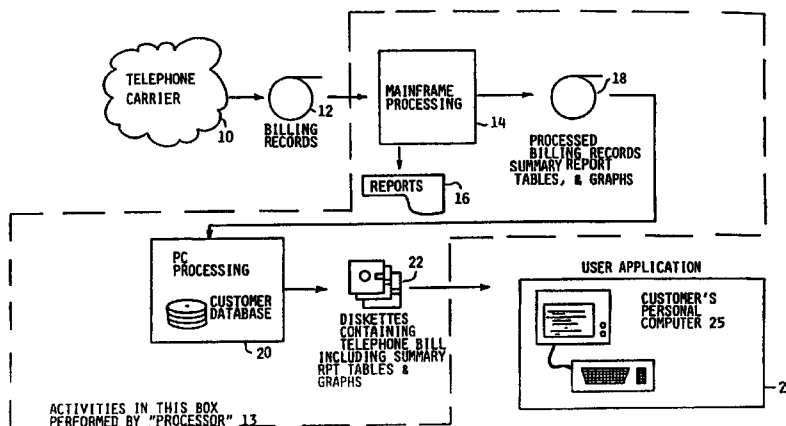 TELEPHONE
CARRIER
10
12
BILLING
RECORDS
MAINFRAME
PROCESSING
14
REPORTS
16
18
PROCESSED
BILLING RECORDS
SUMMARY REPORT
TABLES, & GRAPHS
PC
PROCESSING
CUSTOMER
DATABASE
20
22
DISKETTES
CONTAINING
TELEPHONE BILL
INCLUDING SUMMARY
RPT TABLES &
GRAPHS
USER APPLICATION
CUSTOMER'S
PERSONAL
COMPUTER 25
ACTIVITIES IN THIS BOX
PERFORMED BY "PROCESSOR" 13